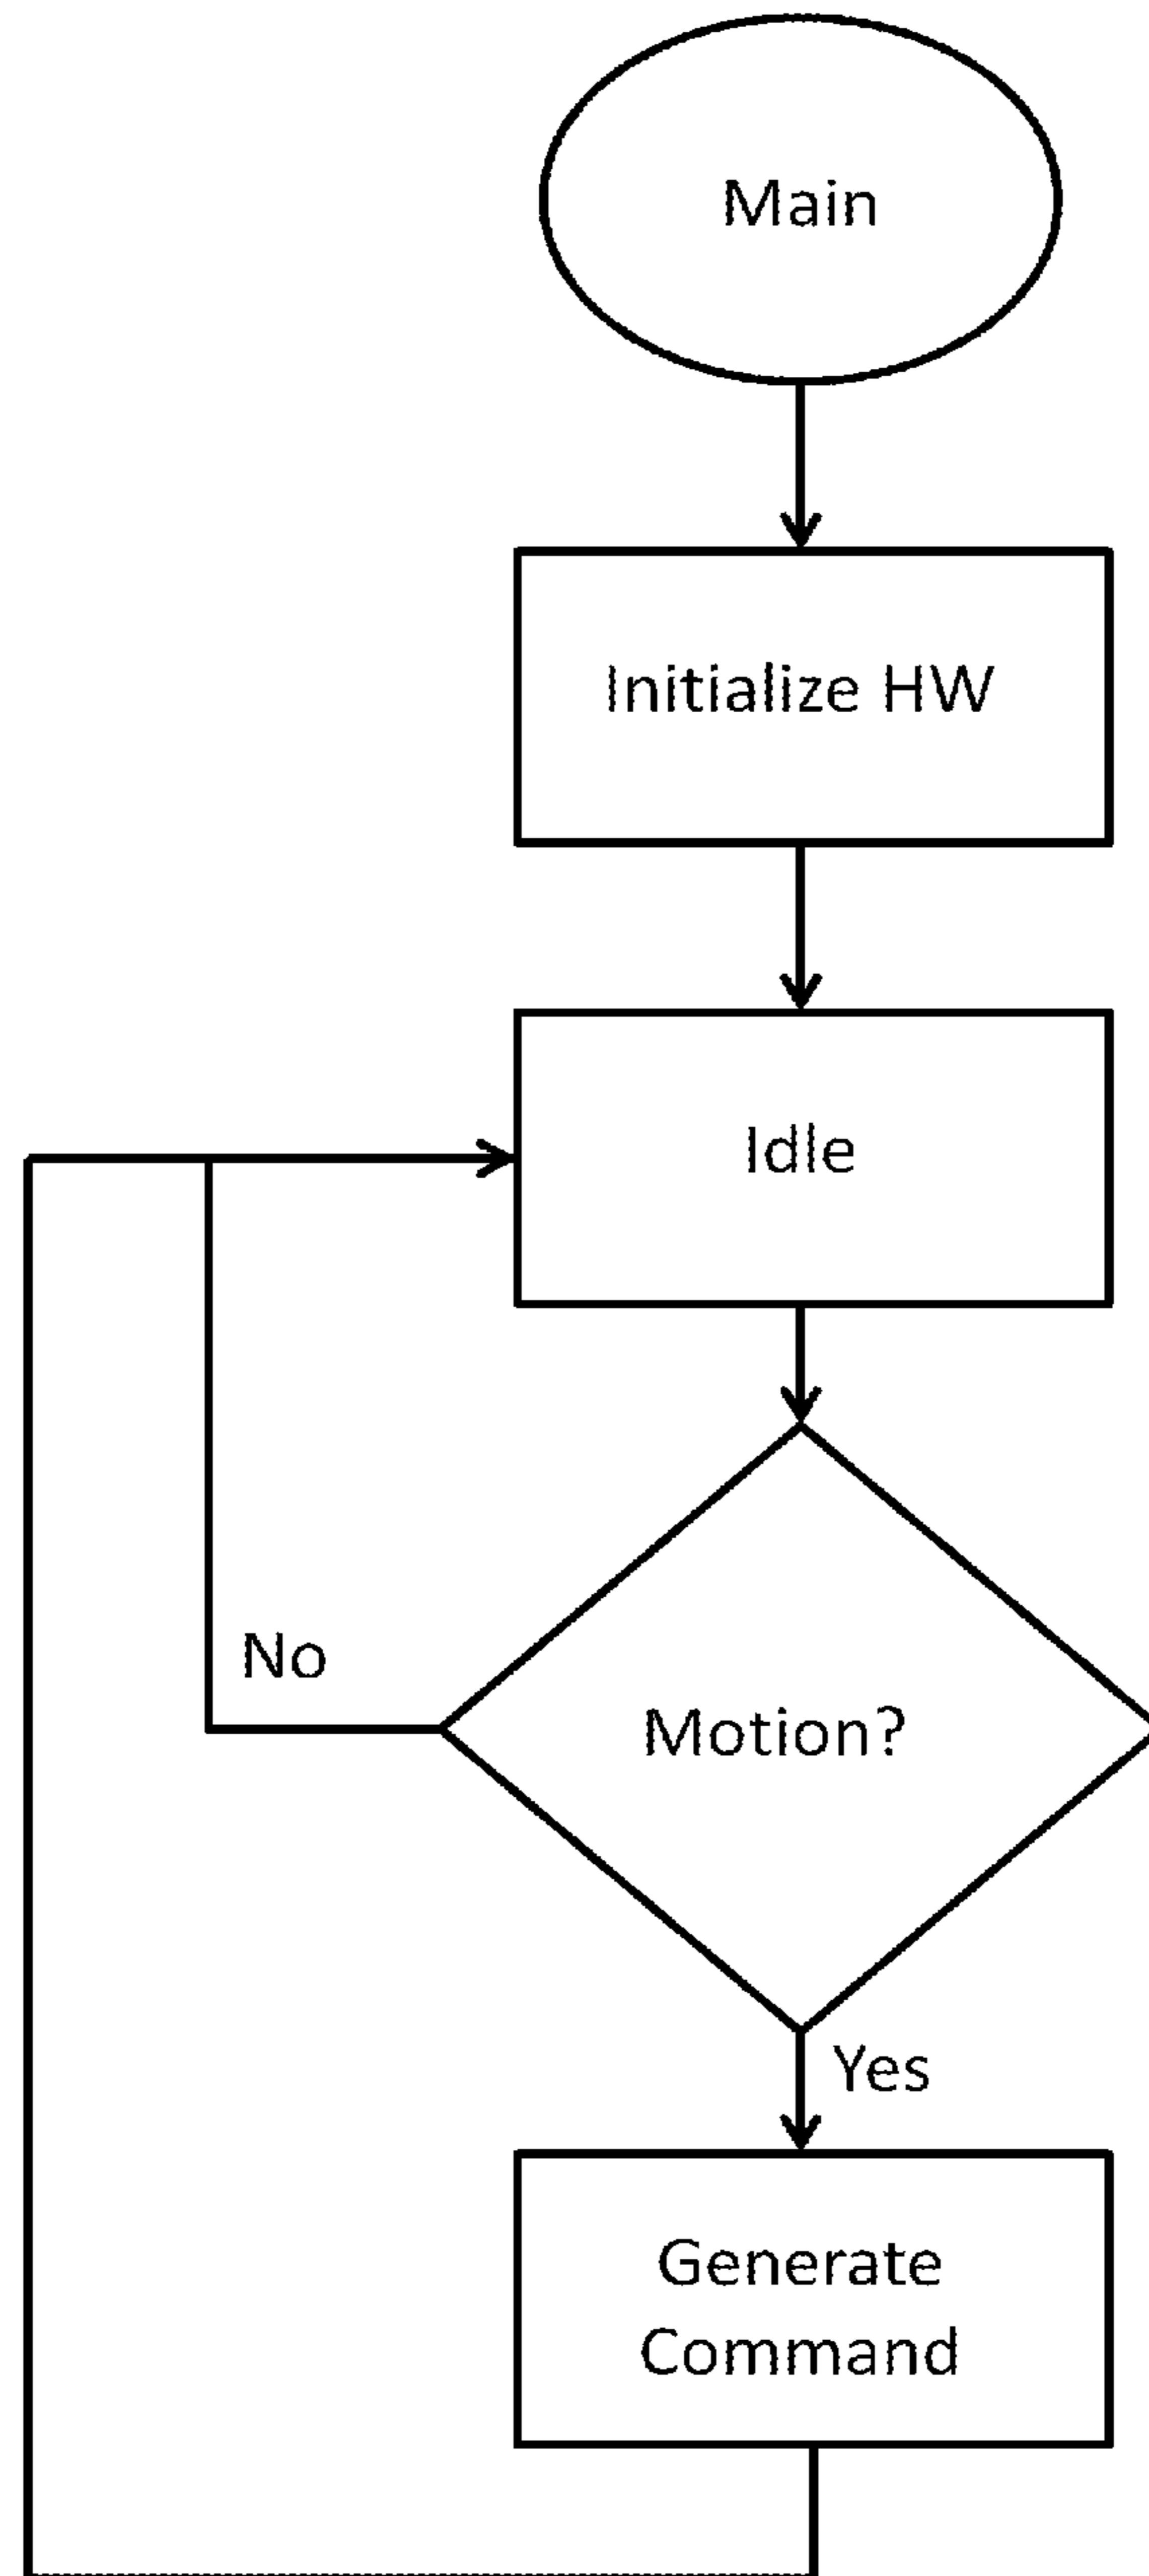 Main
Initialize HW
Idle
No
Motion?
Yes
Generate
Command